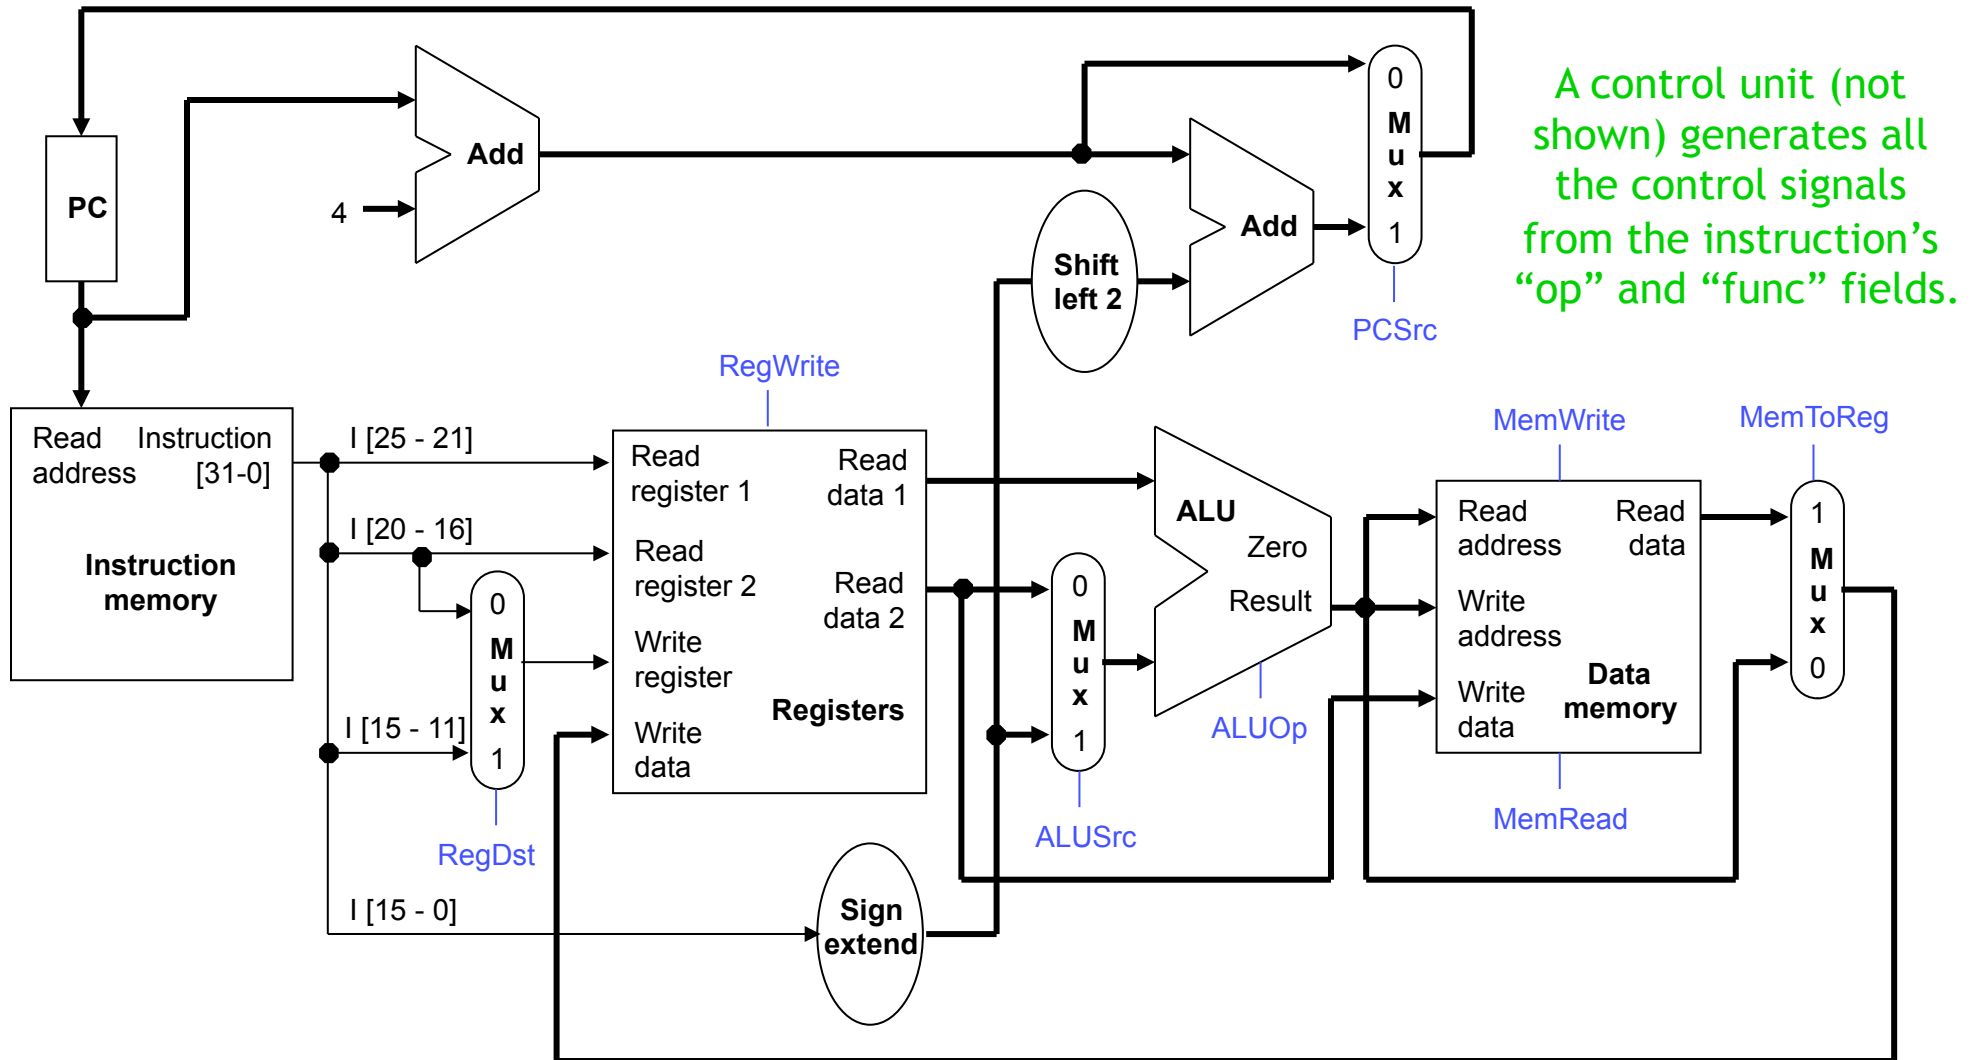 A control unit (not
shown) generates all
the control signals
from the instruction's
“op” and “func” fields.
PC
4
Add
Shift
left 2
Add
0
M
u
x
1
PCSrc
Read
address
Instruction
[31-0]
Instruction
memory
I [25 - 21]
I [20 - 16]
I [15 - 11]
I [15 - 0]
0
M
u
x
1
RegDst
RegWrite
Read
register 1
Read
data 1
Read
register 2
Read
data 2
Write
register
Write
data
Registers
Sign
extend
0
M
u
x
1
ALUSrc
ALU
Zero
Result
ALUOp
MemWrite
Read
address
Read
data
Write
address
Write
data
Data
memory
MemRead
MemToReg
1
M
u
x
0